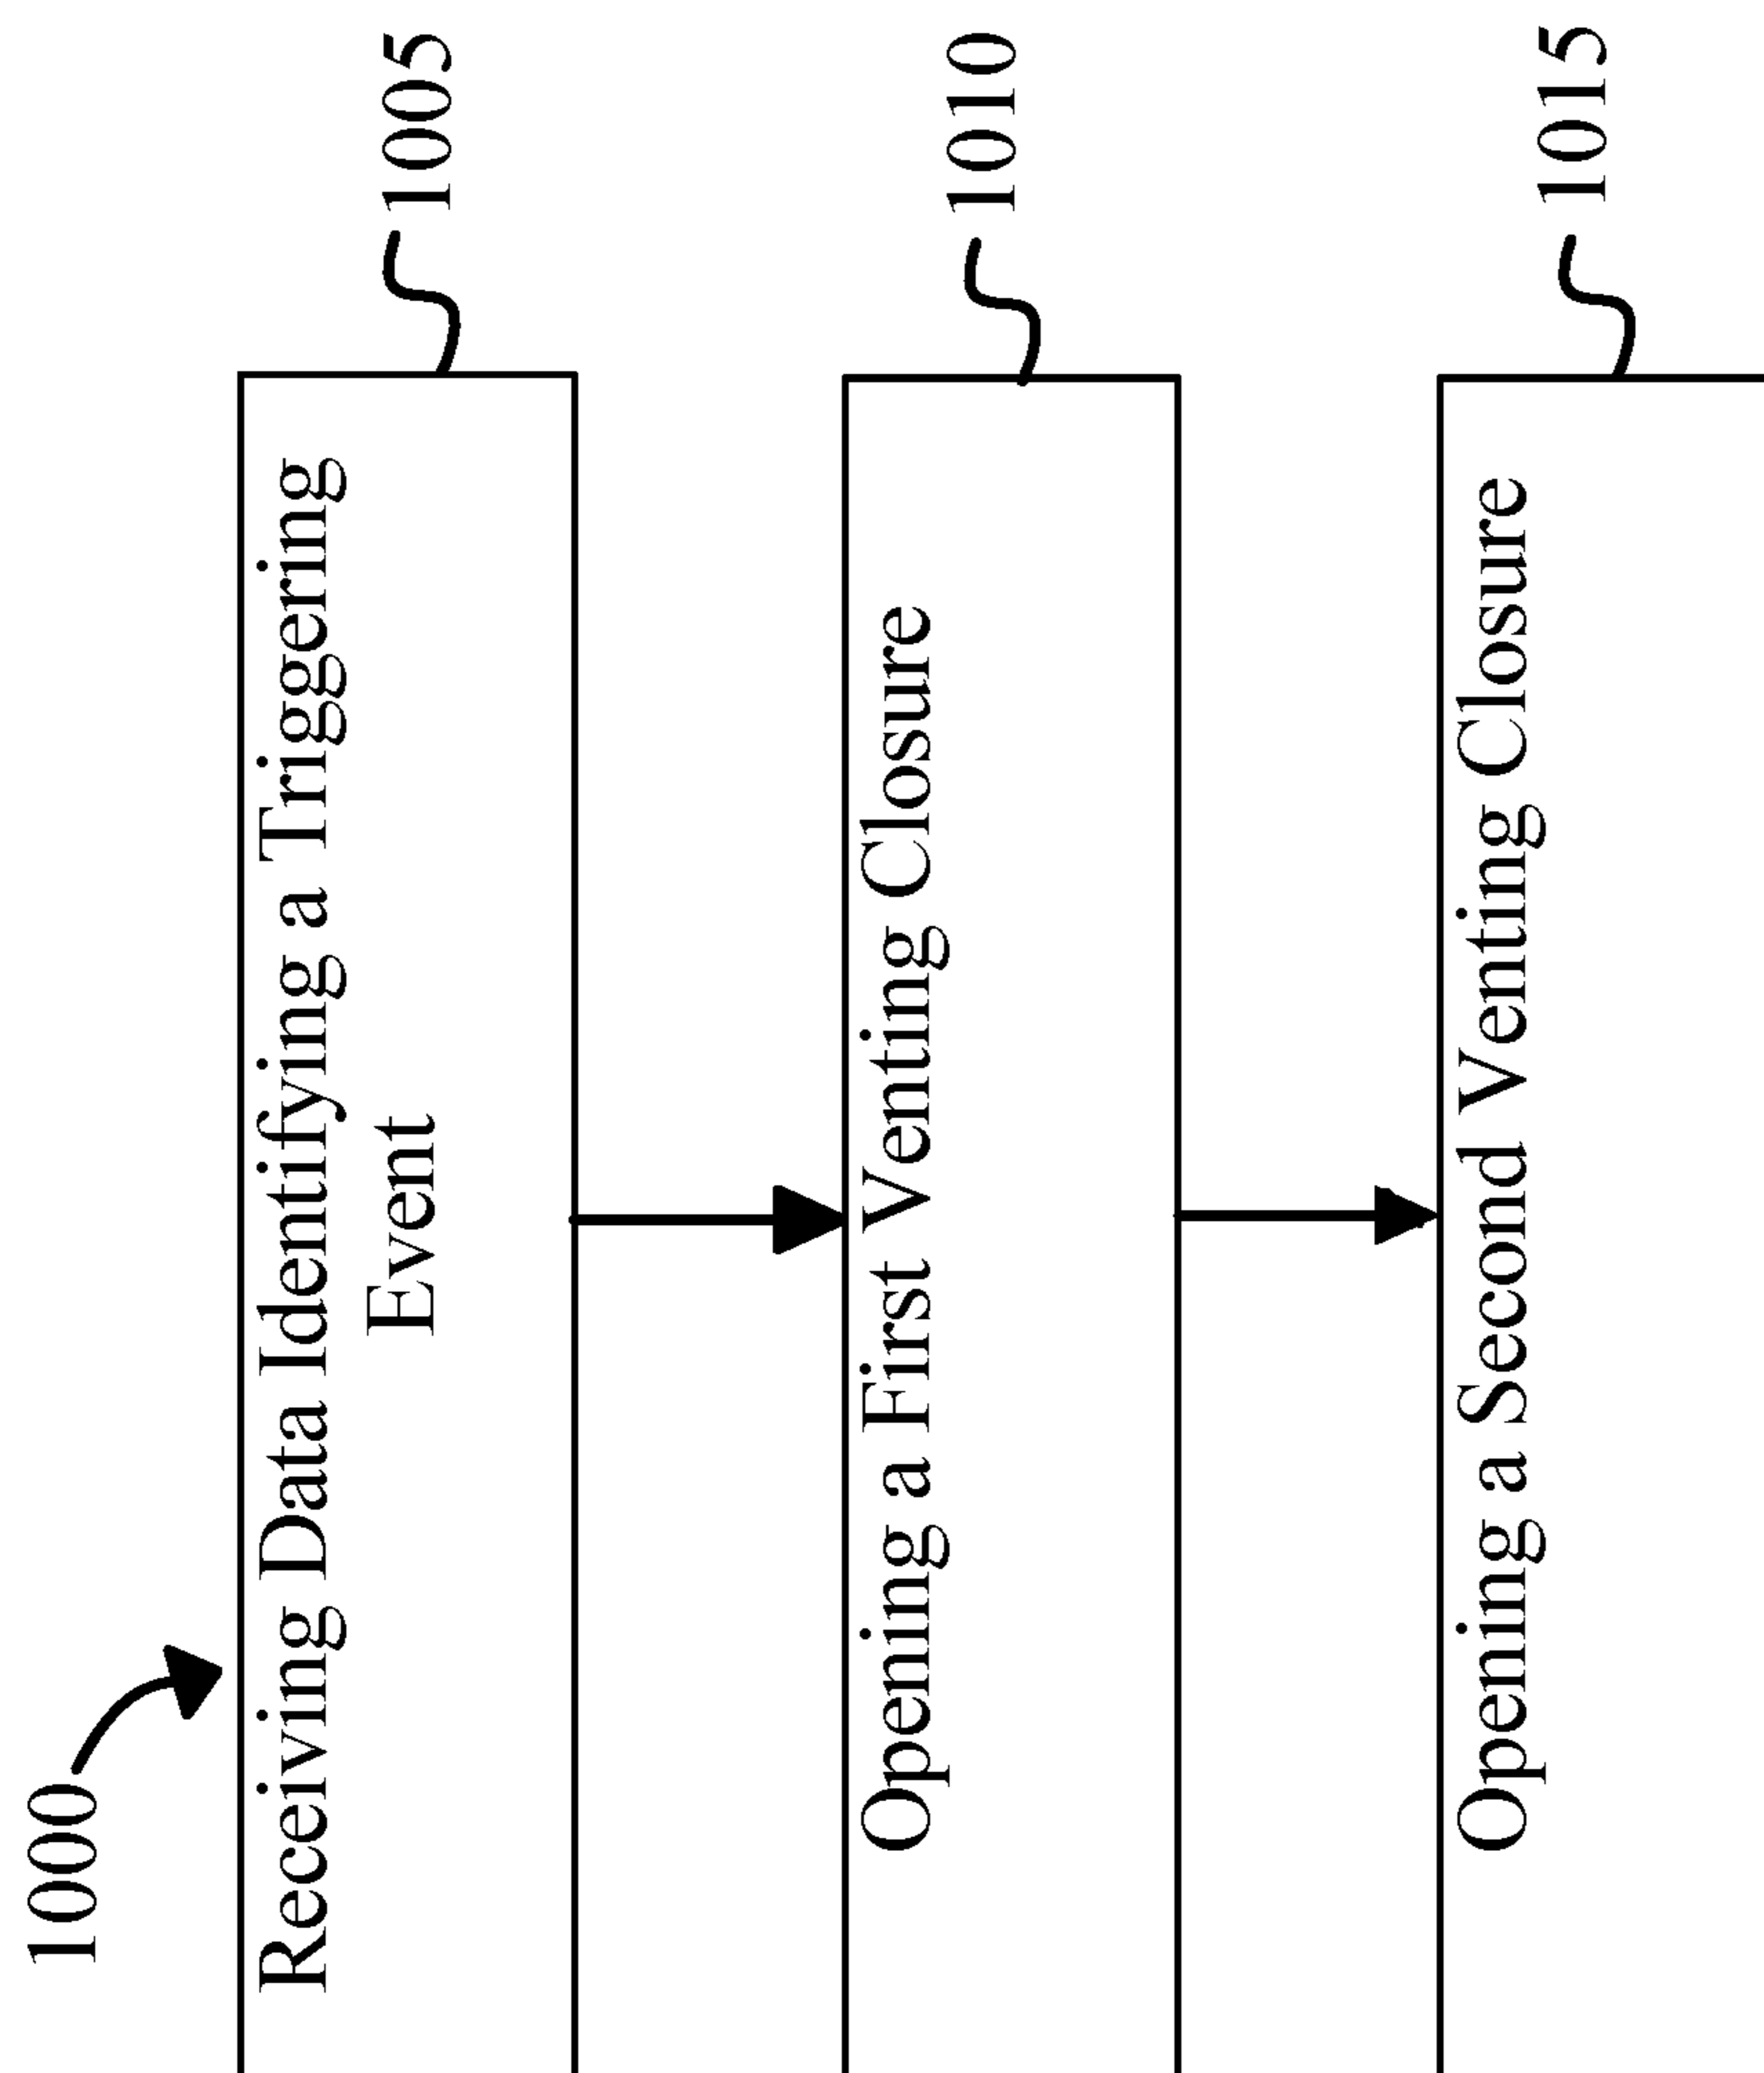 1000
Receiving Data Identifying a Triggering
Event
1005
Opening a First Venting Closure
1010
Opening a Second Venting Closure
1015